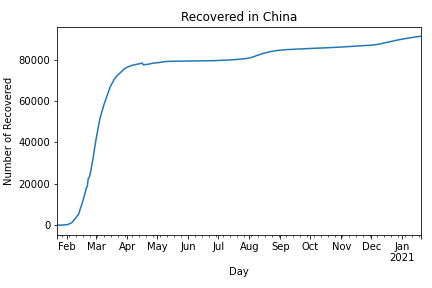 Recovered in China
Number of Recovered
80000
60000
40000
20000
0
Feb Mar Apr May Jun Jul Aug Sep Oct Nov Dec Jan
2021
Day